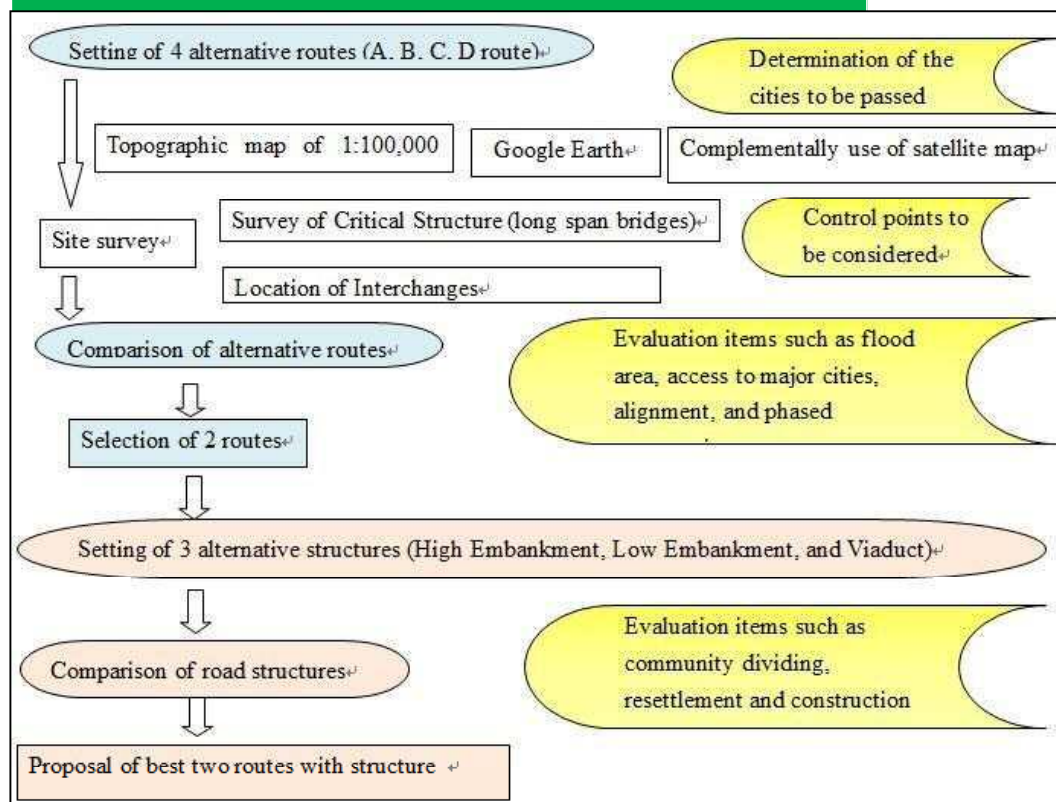 Setting of 4 alternative routes (A, B, C, D route)↵
Determination of the
cities to be passed
Topographic map of 1:100,000
Google Earth↵
Complementally use of satellite map↵
Survey of Critical Structure (long span bridges)↵
Control points to
be considered↵
Site survey↵
Location of Interchanges↵
Comparison of alternative routes↵
Evaluation items such as flood
area, access to major cities,
alignment, and phased
Selection of 2 routes↵
Setting of 3 alternative structures (High Embankment, Low Embankment, and Viaduct)↵
Comparison of road structures↵
Evaluation items such as
community dividing,
resettlement and construction
Proposal of best two routes with structure ↵